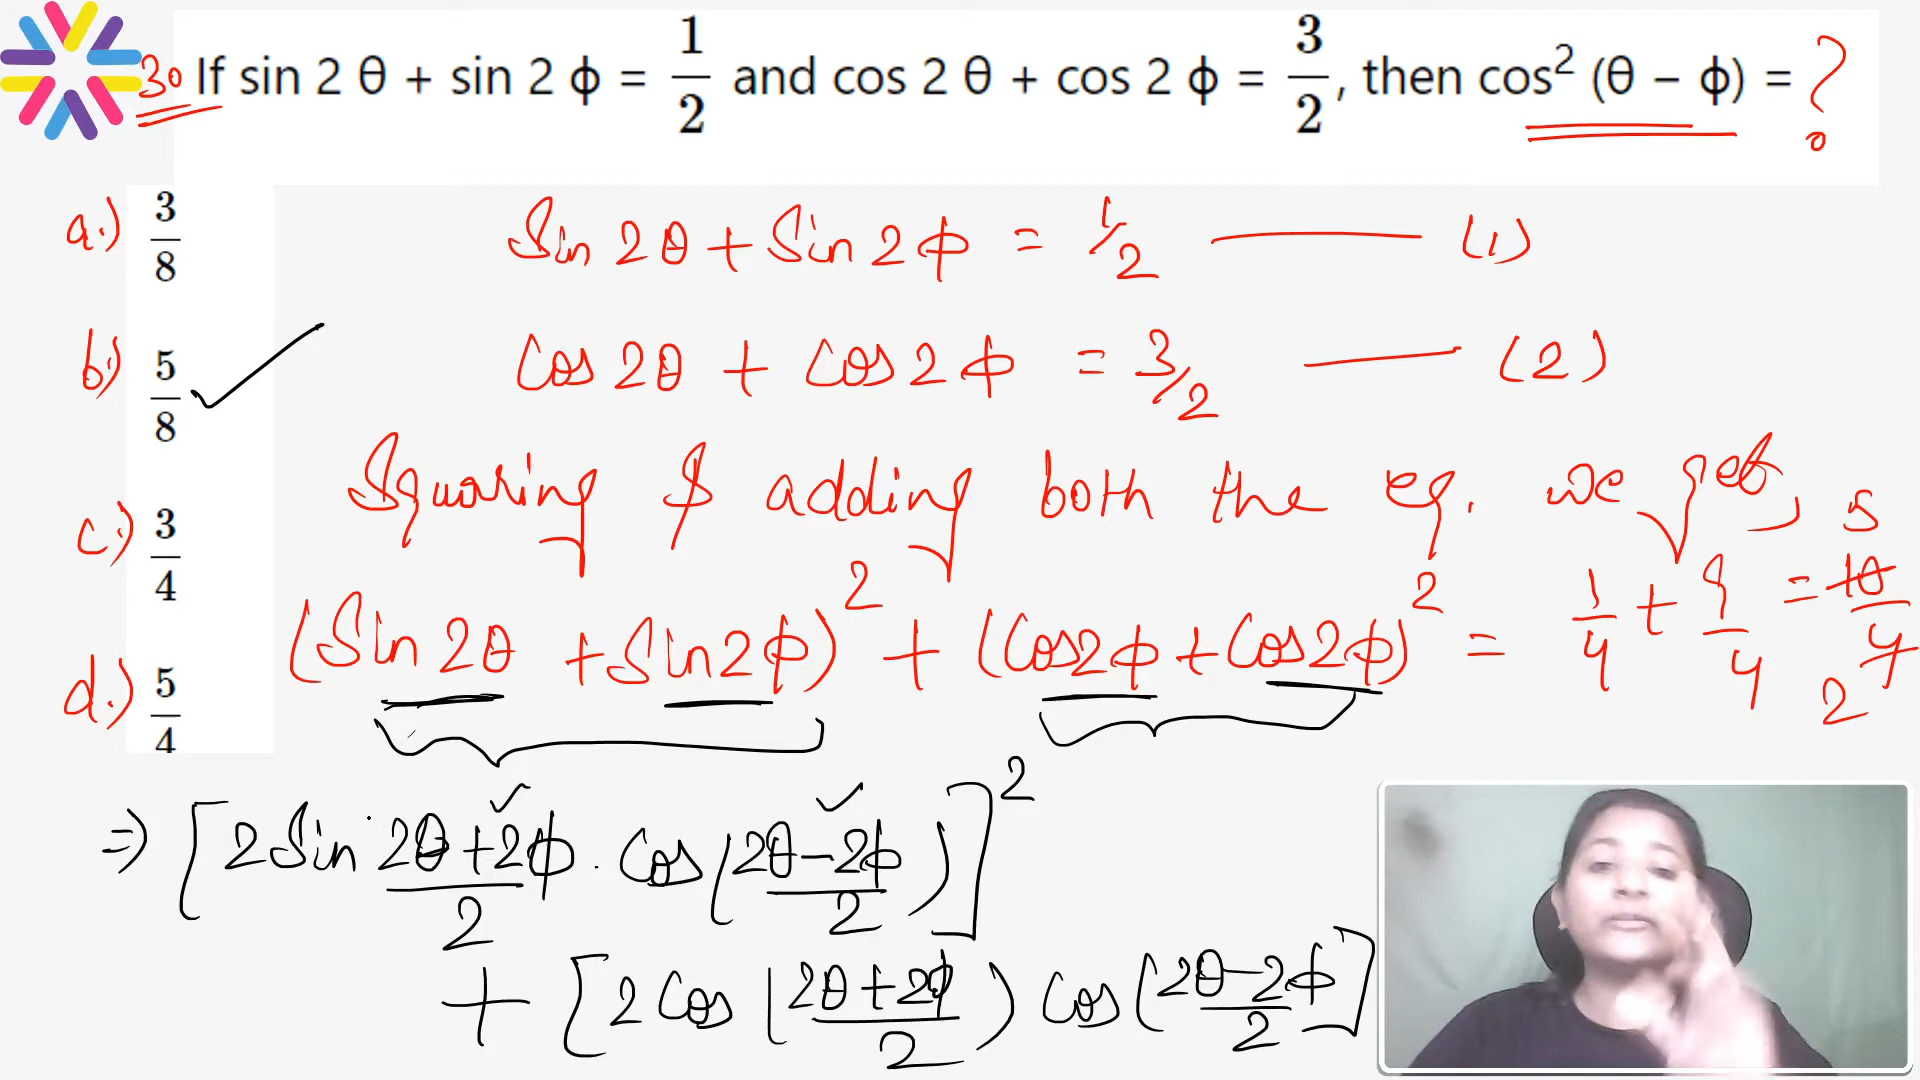 30 If sin 2 θ + sin 2 ϕ = 1/2 and cos 2 θ + cos 2 ϕ = 3/2, then cos² (θ − ϕ) = ?
a.) 3/8
Sin 2θ + Sin 2ϕ = 1/2 —— (1)
b.) 5/8 ✓
Cos 2θ + Cos 2ϕ = 3/2 —— (2)
Squaring & adding both the eq. we get,
c.) 3/4
(Sin 2θ + Sin 2ϕ)² + (Cos 2ϕ + Cos 2ϕ)² = 1/4 + 9/4 = 10/4 5 2
d.) 5/4
⇒ [2 Sin 2θ+2ϕ/2 . Cos (2θ−2ϕ/2)]²
+ [2 Cos (2θ+2ϕ/2) Cos (2θ−2ϕ/2]